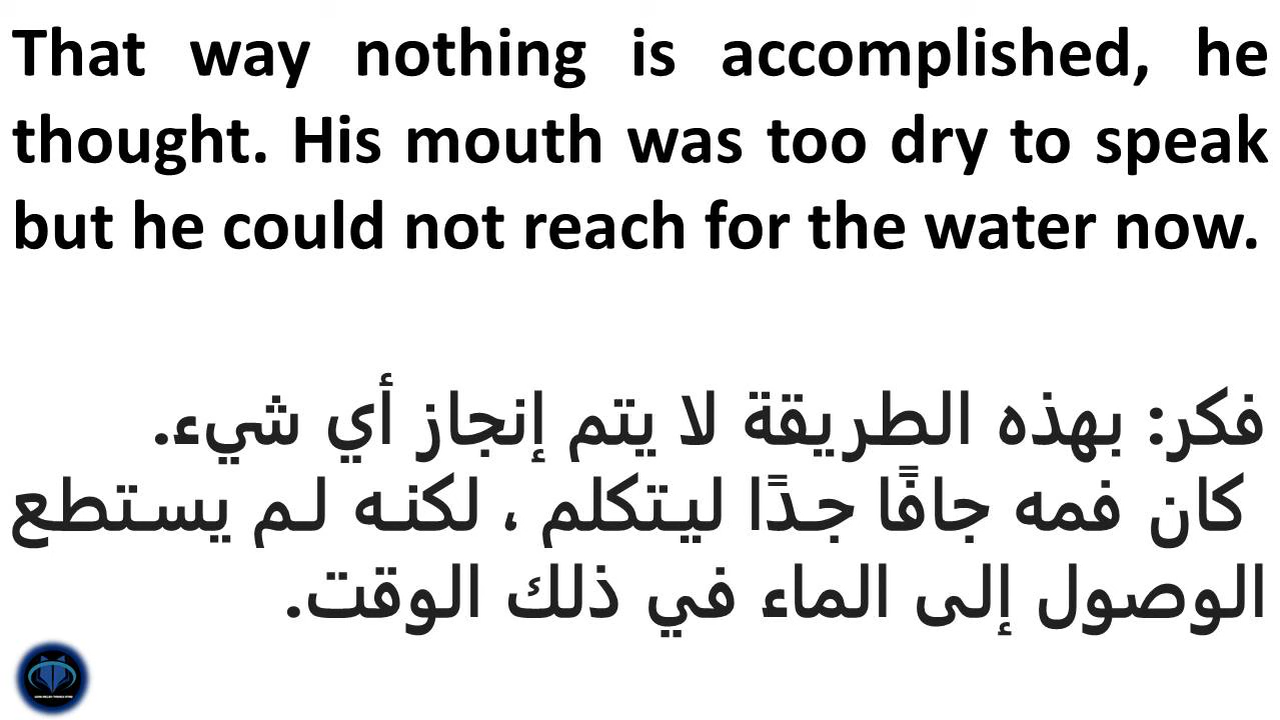 That way nothing is accomplished, he
thought. His mouth was too dry to speak
but he could not reach for the water now.
فكر: بهذه الطريقة لا يتم إنجاز أي شيء.
كان فمه جافًا جدًا ليتكلم ، لكنه لم يستطع
الوصول إلى الماء في ذلك الوقت.